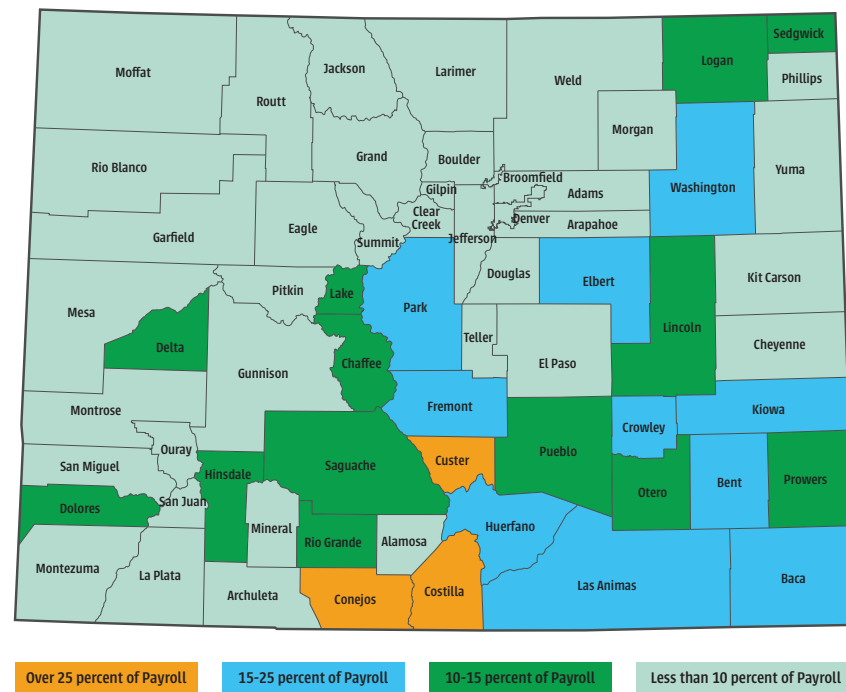 Sedgwick
Logan
Jackson
Larimer
Moffat
Weld
Phillips
Routt
Morgan
Grand
Boulder
Rio Blanco
Yuma
Broomfield
Gilpin
Washington
Adams
Clear
Creek
Denver
Arapahoe
Eagle
Garfield
Summit
Jefferson
Douglas
Kit Carson
Elbert
Pitkin
Lake
Park
Mesa
Lincoln
Teller
Cheyenne
Delta
Chaffee
El Paso
Gunnison
Fremont
Montrose
Kiowa
Crowley
Ouray
Pueblo
Custer
San Miguel
Saguache
Hinsdale
Prowers
Bent
Otero
San Juan
Dolores
Mineral
Huerfano
Rio Grande
Alamosa
Montezuma
La Plata
Las Animas
Baca
Costilla
Archuleta
Conejos
Over 25 percent of Payroll
15-25 percent of Payroll
10-15 percent of Payroll
Less than 10 percent of Payroll